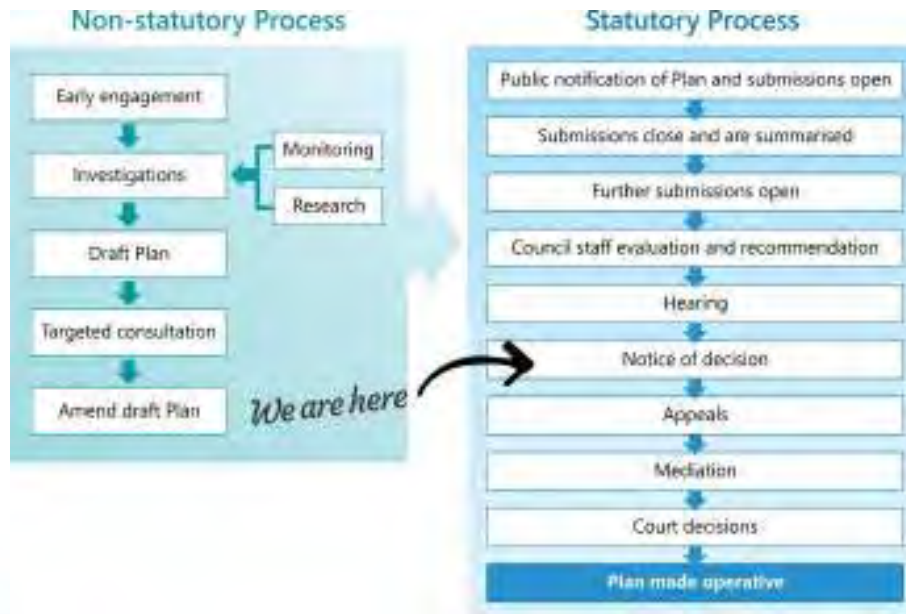 Non-statutory Process
Early engagement
Investigations
Monitoring
Research
Draft Plan
Targeted consultation
Amend draft Plan
We are here
Statutory Process
Public notification of Plan and submissions open
Submissions close and are summarised
Further submissions open
Council staff evaluation and recommendation
Hearing
Notice of decision
Appeals
Mediation
Court decisions
Plan made operative